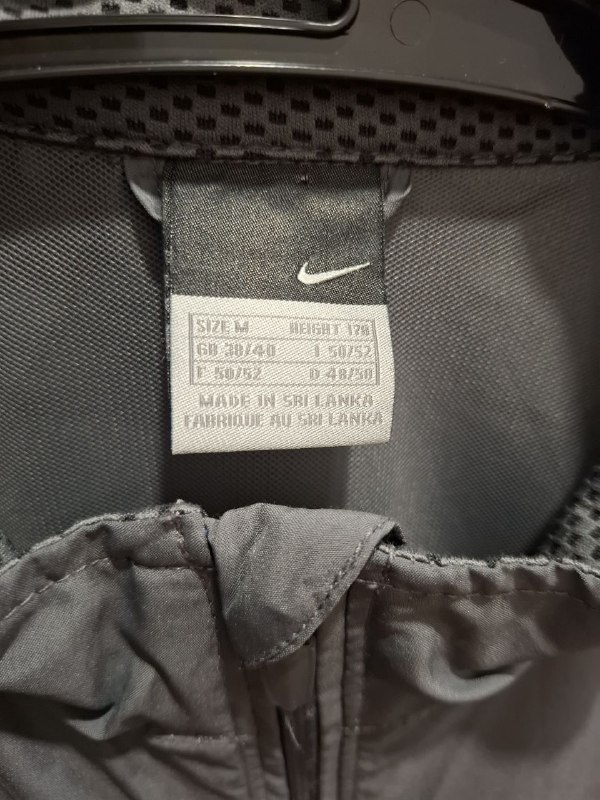 SIZE M HEIGHT 178
GB 38/40 I 50/52
F 50/52 D 48/50
MADE IN SRI LANKA
FABRIQUE AU SRI LANKA